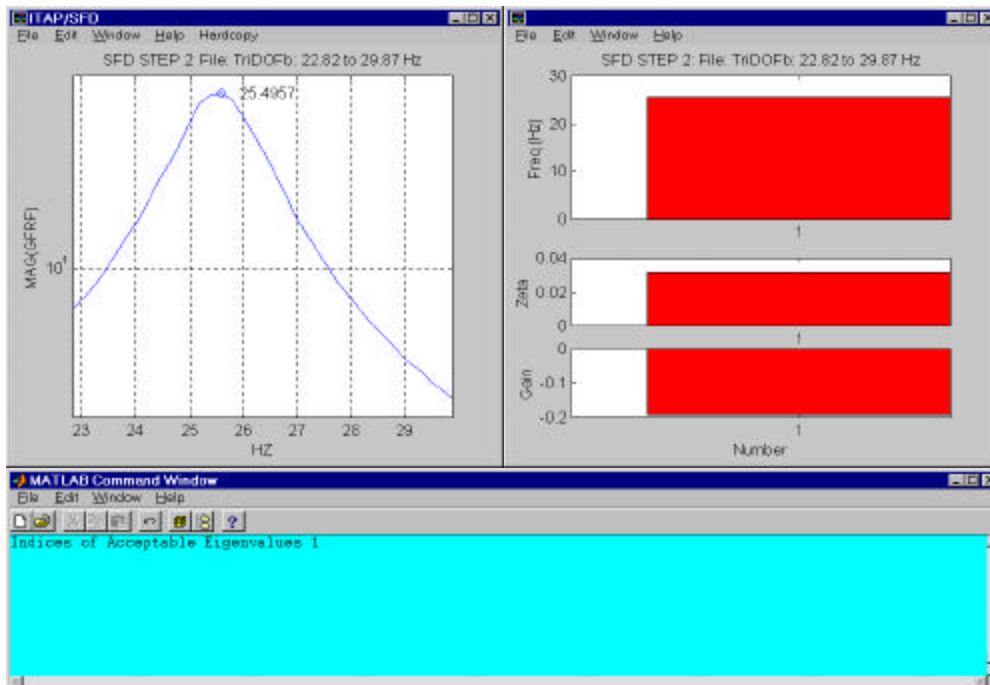 ITAP/SFD
File Edit Window Help Hardcopy
SFD STEP 2 File: TriDOFb: 22.82 to 29.87 Hz
25.4957
MAG(GFRF)
10¹
23 24 25 26 27 28 29
HZ
File Edit Window Help
SFD STEP 2: File: TriDOFb: 22.82 to 29.87 Hz
Freq(Hz)
30
20
10
0
1
Zeta
0.04
0.02
0
1
Gain
0
-0.1
-0.2
1
Number
MATLAB Command Window
File Edit Window Help
Indices of Acceptable Eigenvalues 1